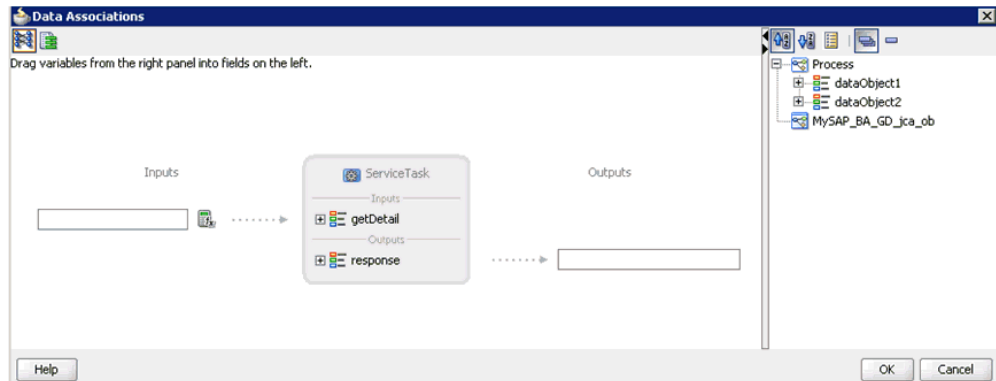 Data Associations
Drag variables from the right panel into fields on the left.
Process
dataObject1
dataObject2
MySAP_BA_GD_jca_ob
Inputs
ServiceTask
Outputs
Inputs
getDetail
Outputs
response
Help
OK
Cancel